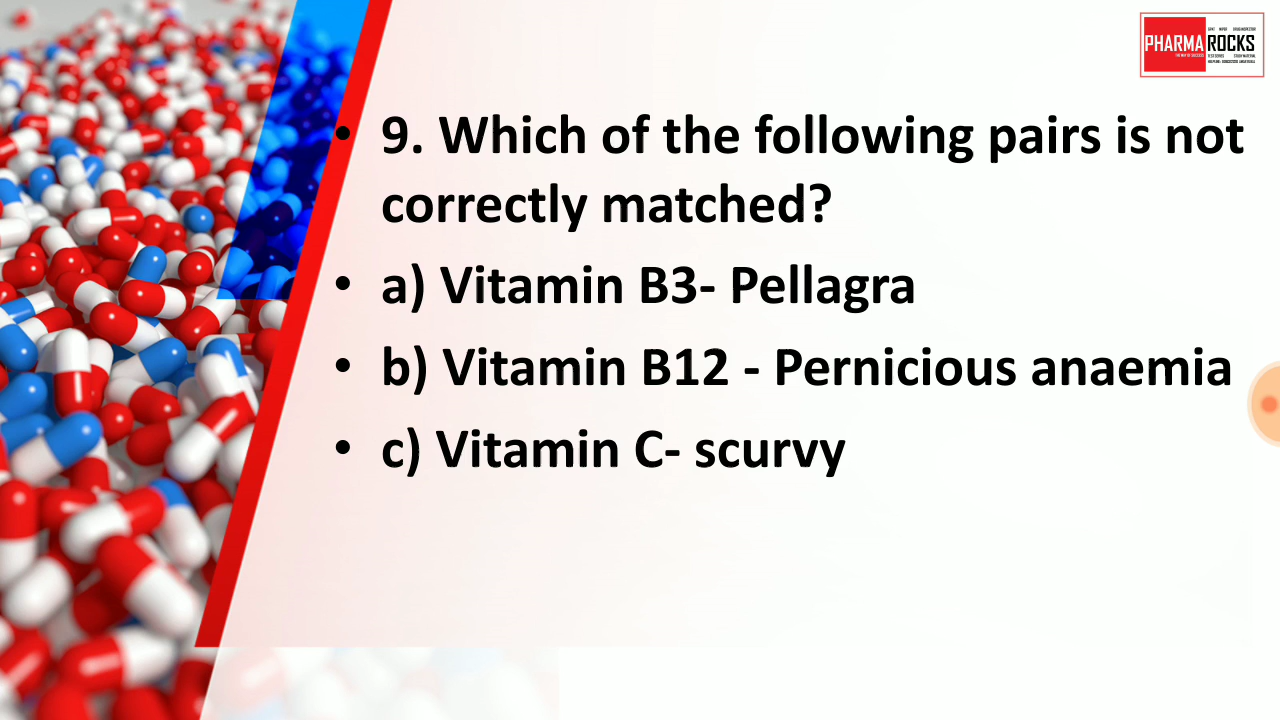 PHARMA ROCKS
• 9. Which of the following pairs is not
correctly matched?
• a) Vitamin B3- Pellagra
• b) Vitamin B12 - Pernicious anaemia
• c) Vitamin C- scurvy